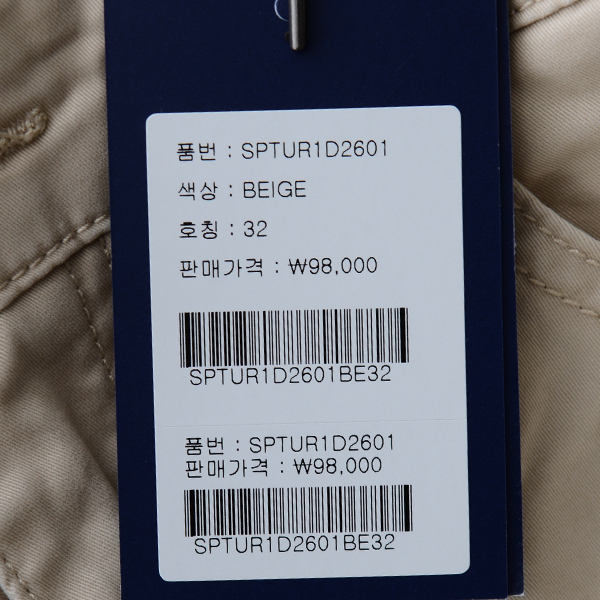 품번 : SPTUR1D2601
색상 : BEIGE
호칭 : 32
판매가격 : ₩98,000
SPTUR1D2601BE32
품번 : SPTUR1D2601
판매가격 : ₩98,000
SPTUR1D2601BE32